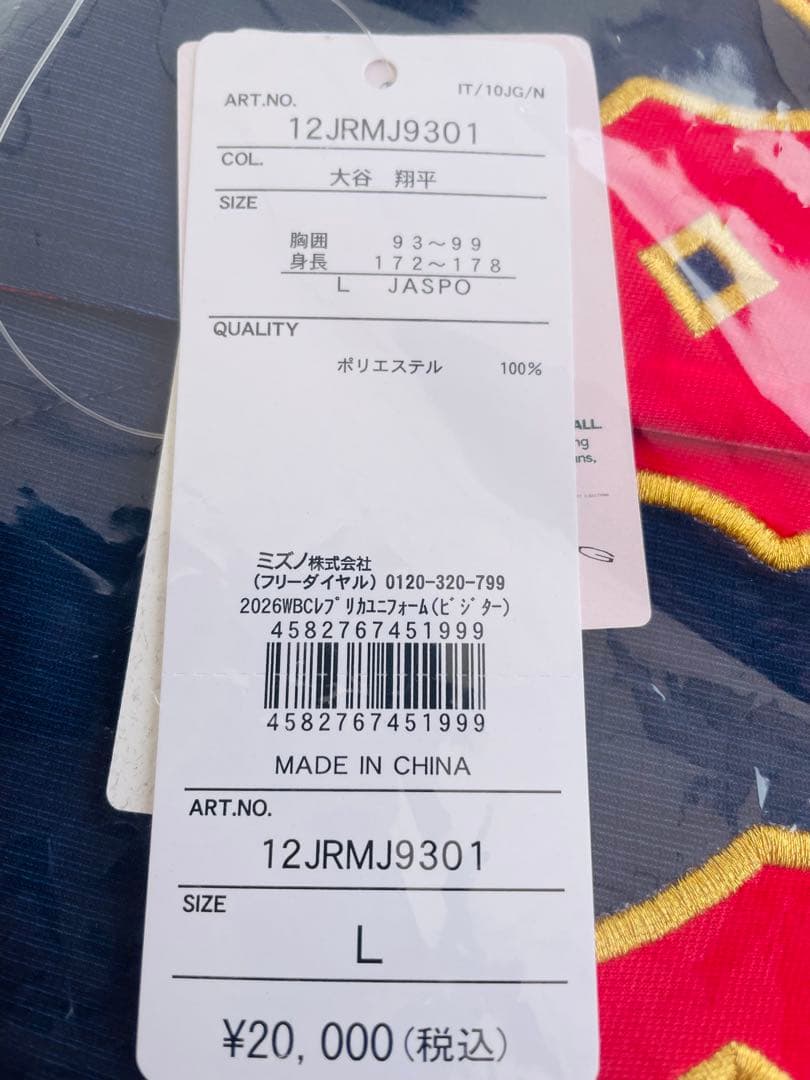 IT/10JG/N
ART.NO.
12JRMJ9301
COL.
大谷 翔平
SIZE
胸囲 93～99
身長 172～178
L JASPO
QUALITY
ポリエステル 100%
ALL.
ng
ns,
ミズノ株式会社
(フリーダイヤル) 0120-320-799
2026WBCﾚﾌﾟﾘｶﾕﾆﾌｫｰﾑ(ﾋﾞｼﾞﾀｰ)
4582767451999
4582767451999
MADE IN CHINA
ART.NO.
12JRMJ9301
SIZE
L
¥20,000(税込)